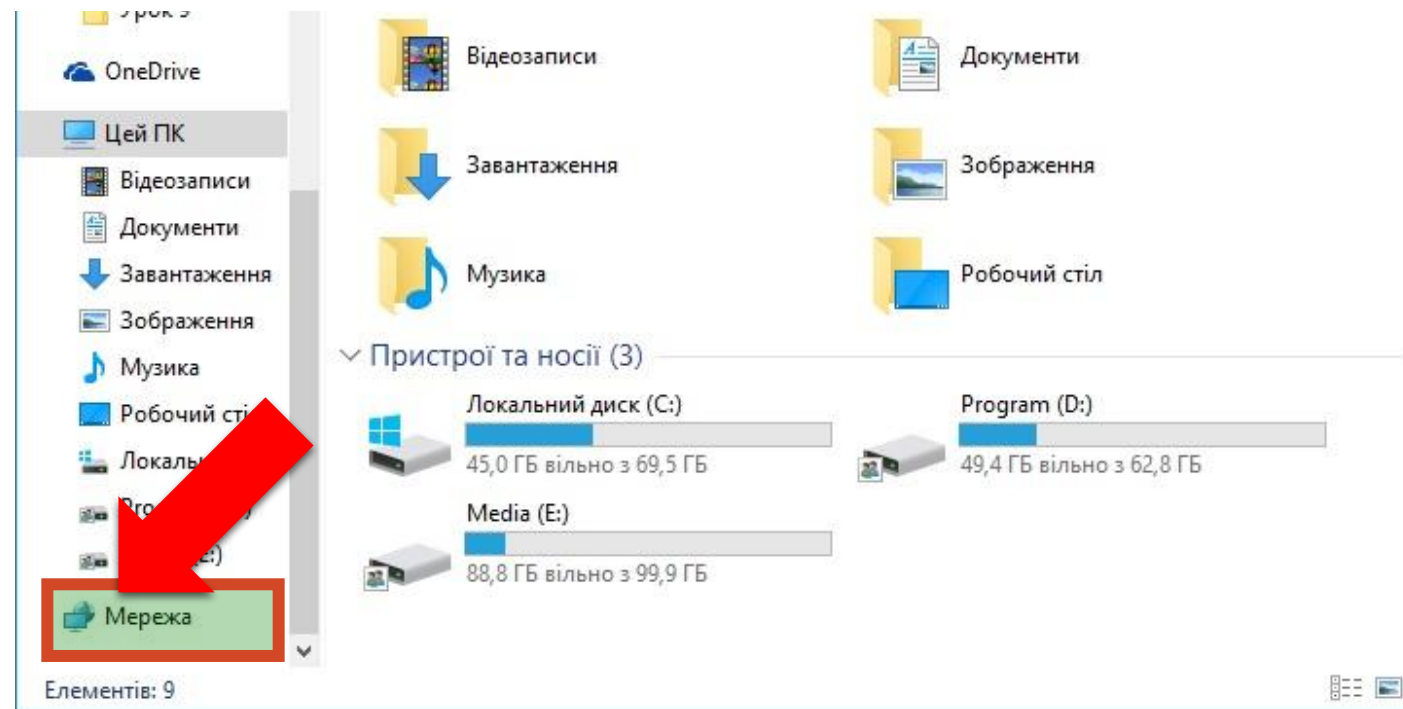 Урок 9
OneDrive
Цей ПК
Відеозаписи
Документи
Завантаження
Зображення
Музика
Робочий
Мережа
Елементів: 9
Відеозаписи
Документи
Завантаження
Зображення
Музика
Робочий стіл
Пристрої та носії (3)
Локальний диск (C:)
45,0 ГБ вільно з 69,5 ГБ
Program (D:)
49,4 ГБ вільно з 62,8 ГБ
Media (E:)
88,8 ГБ вільно з 99,9 ГБ